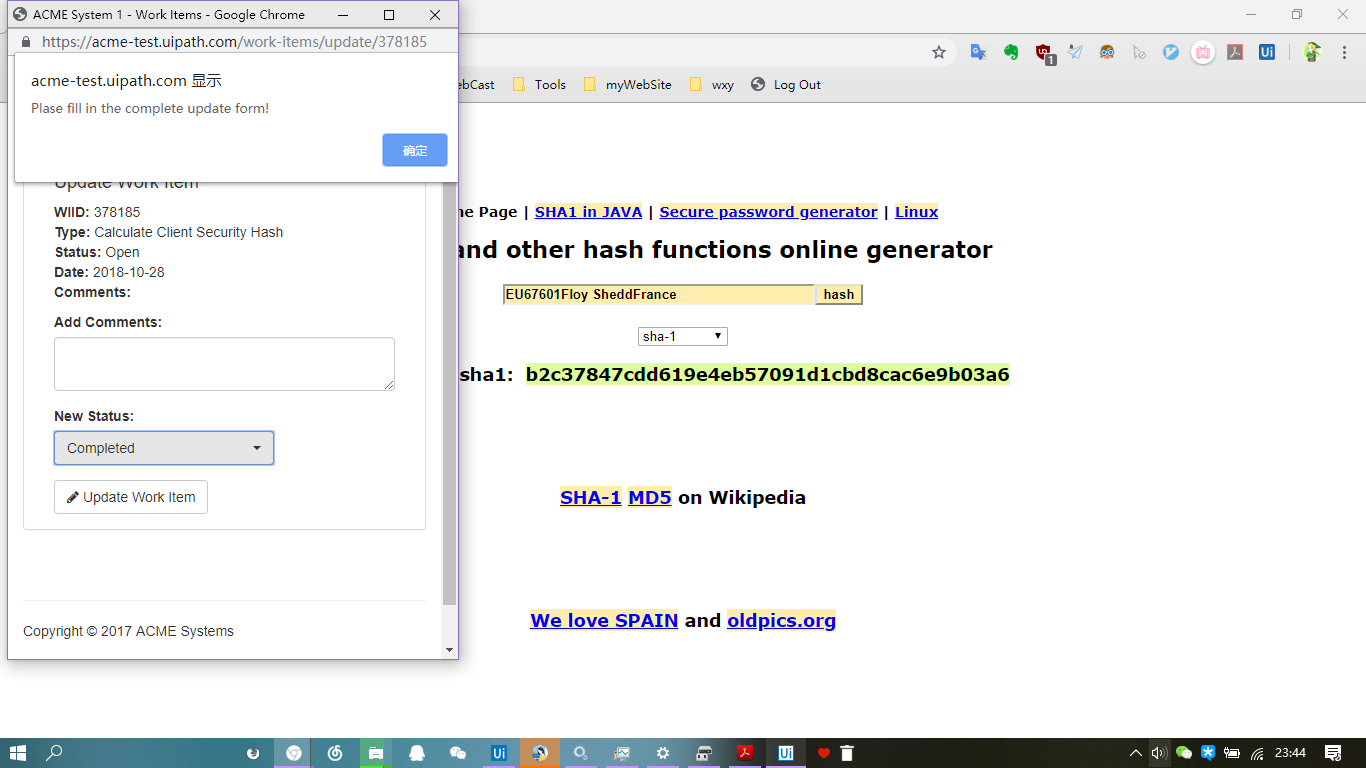 ACME System 1 - Work Items - Google Chrome
https://acme-test.uipath.com/work-items/update/378185
acme-test.uipath.com 显示
Plase fill in the complete update form!
确定
Update Work Item
WIID: 378185
Type: Calculate Client Security Hash
Status: Open
Date: 2018-10-28
Comments:
Add Comments:
New Status:
Completed
Update Work Item
Copyright © 2017 ACME Systems
1
Ui
ebCast
Tools
myWebSite
wxy
Log Out
ne Page | SHA1 in JAVA | Secure password generator | Linux
and other hash functions online generator
EU67601Floy SheddFrance
hash
sha-1
sha1: b2c37847cdd619e4eb57091d1cbd8cac6e9b03a6
SHA-1 MD5 on Wikipedia
We love SPAIN and oldpics.org
Ui
Ui
23:44